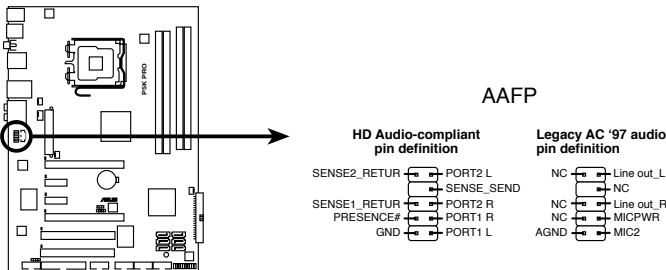 P5K PRO
/ISUS
AAFP
HD Audio-compliant
pin definition
SENSE2_RETUR
PORT2 L
SENSE_SEND
SENSE1_RETUR
PORT2 R
PRESENCE#
PORT1 R
GND
PORT1 L
Legacy AC ‘97 audio
pin definition
NC
Line out_L
NC
NC
Line out_R
NC
MICPWR
AGND
MIC2